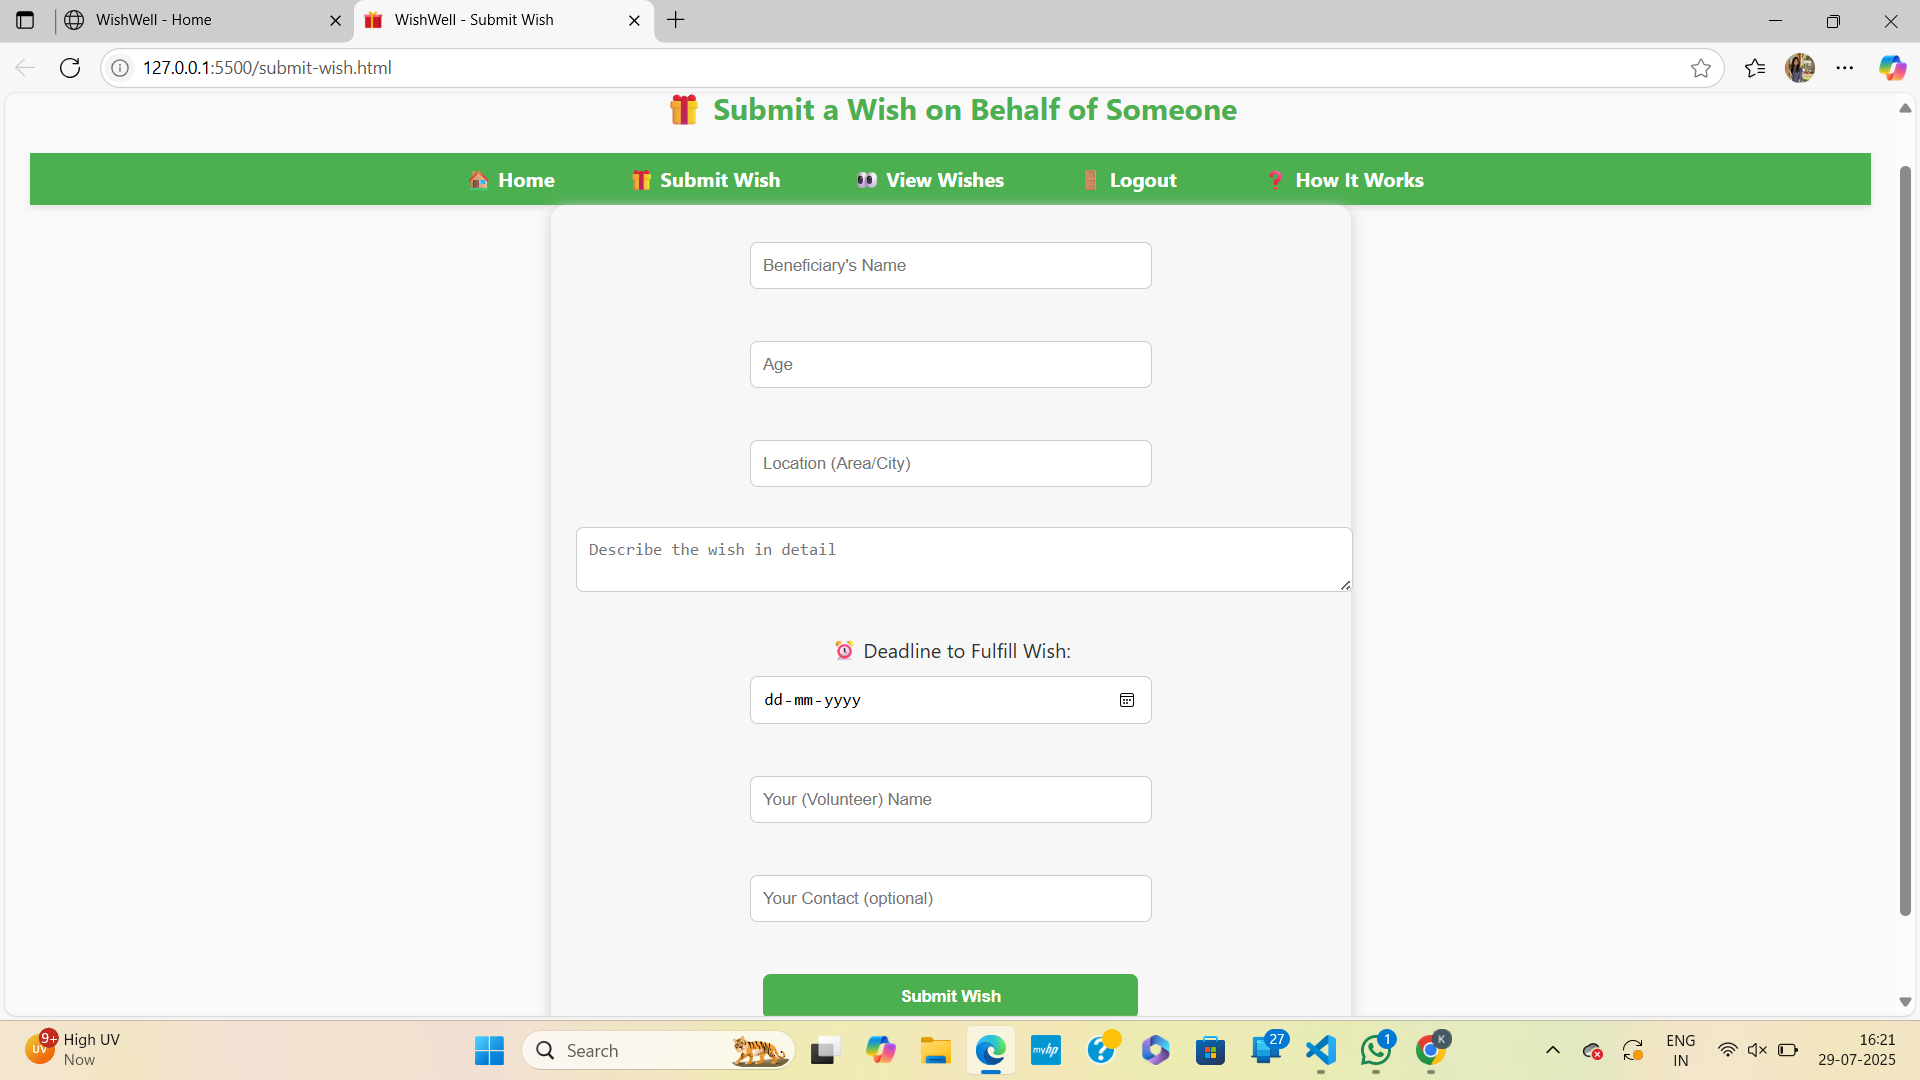 WishWell - Home
WishWell - Submit Wish
127.0.0.1:5500/submit-wish.html
🎁 Submit a Wish on Behalf of Someone
🏠 Home
🎁 Submit Wish
👀 View Wishes
🚪 Logout
❓ How It Works
Beneficiary's Name
Age
Location (Area/City)
Describe the wish in detail
⏰ Deadline to Fulfill Wish:
dd-mm-yyyy
Your (Volunteer) Name
Your Contact (optional)
Submit Wish
9+
UV
High UV
Now
Search
myhp
27
1
K
ENG
IN
16:21
29-07-2025